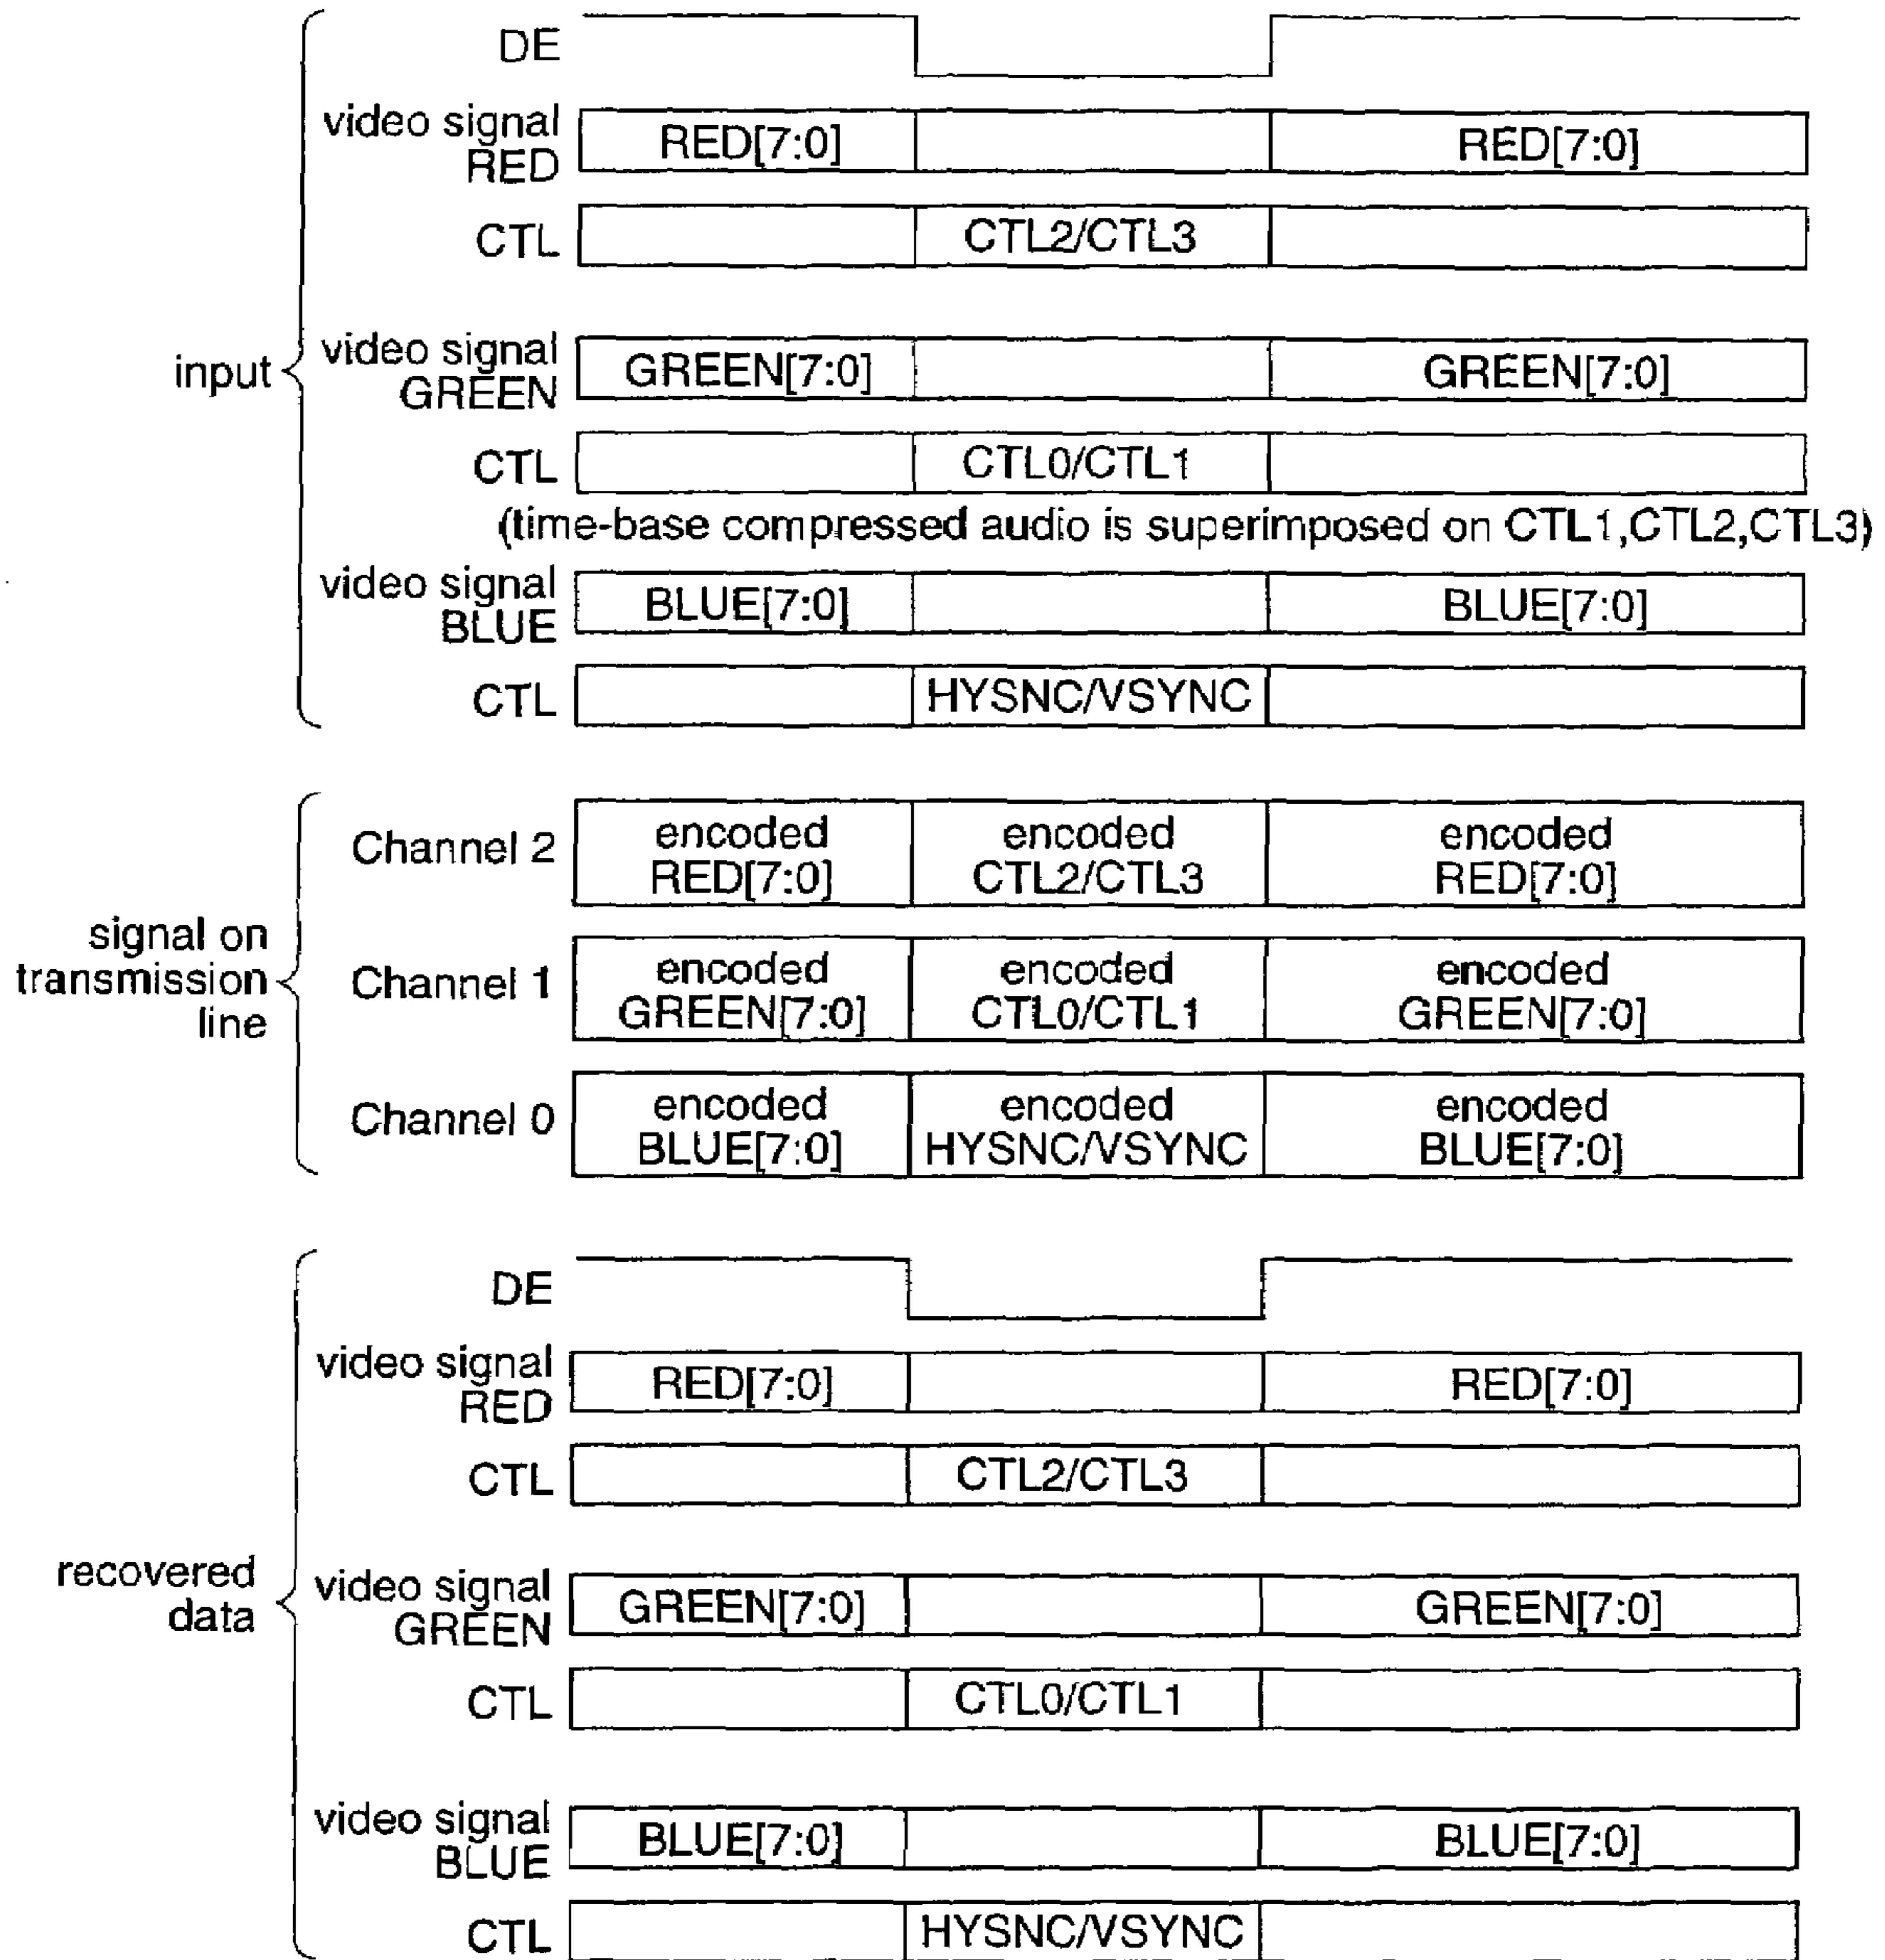 DE
video signal
RED
RED[7:0]
RED[7:0]
CTL
CTL2/CTL3
input
video signal
GREEN
GREEN[7:0]
GREEN[7:0]
CTL
CTL0/CTL1
(time-base compressed audio is superimposed on CTL1,CTL2,CTL3)
video signal
BLUE
BLUE[7:0]
BLUE[7:0]
CTL
HYSNC/VSYNC
signal on
transmission
line
Channel 2
encoded
RED[7:0]
encoded
CTL2/CTL3
encoded
RED[7:0]
Channel 1
encoded
GREEN[7:0]
encoded
CTL0/CTL1
encoded
GREEN[7:0]
Channel 0
encoded
BLUE[7:0]
encoded
HYSNC/VSYNC
encoded
BLUE[7:0]
DE
video signal
RED
RED[7:0]
RED[7:0]
CTL
CTL2/CTL3
recovered
data
video signal
GREEN
GREEN[7:0]
GREEN[7:0]
CTL
CTL0/CTL1
video signal
BLUE
BLUE[7:0]
BLUE[7:0]
CTL
HYSNC/VSYNC